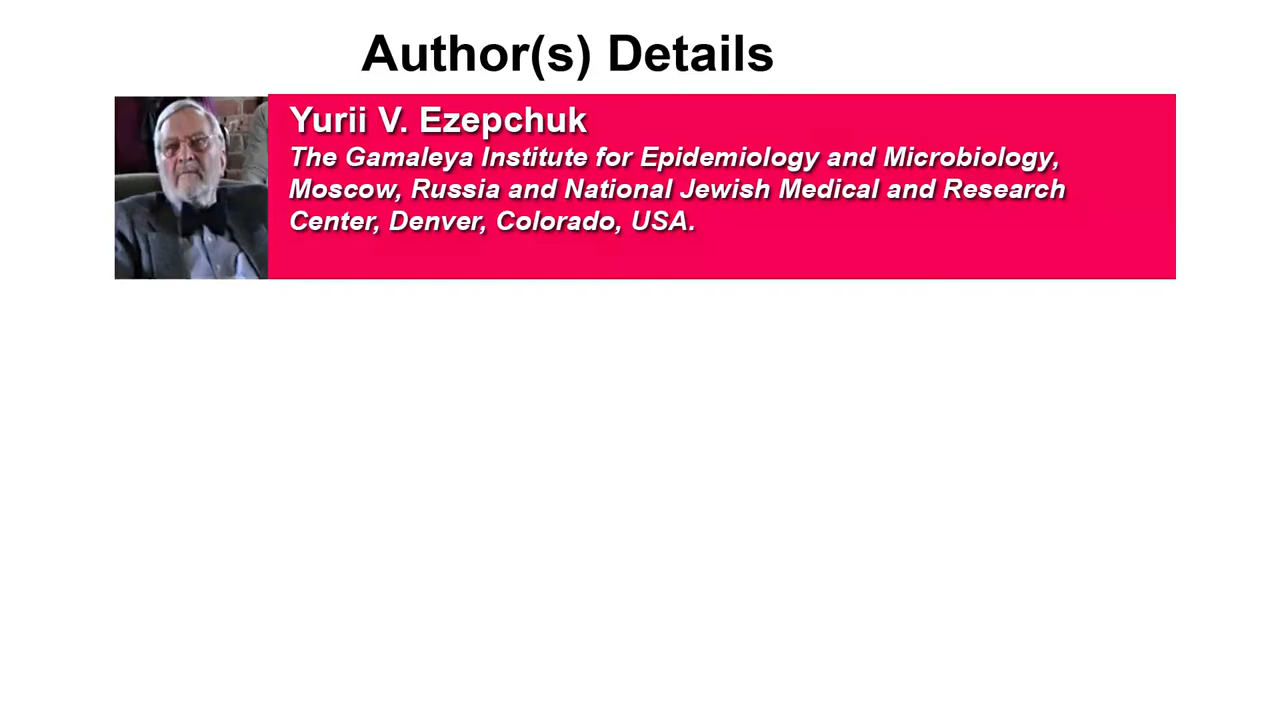 Author(s) Details
Yurii V. Ezepchuk
The Gamaleya Institute for Epidemiology and Microbiology,
Moscow, Russia and National Jewish Medical and Research
Center, Denver, Colorado, USA.